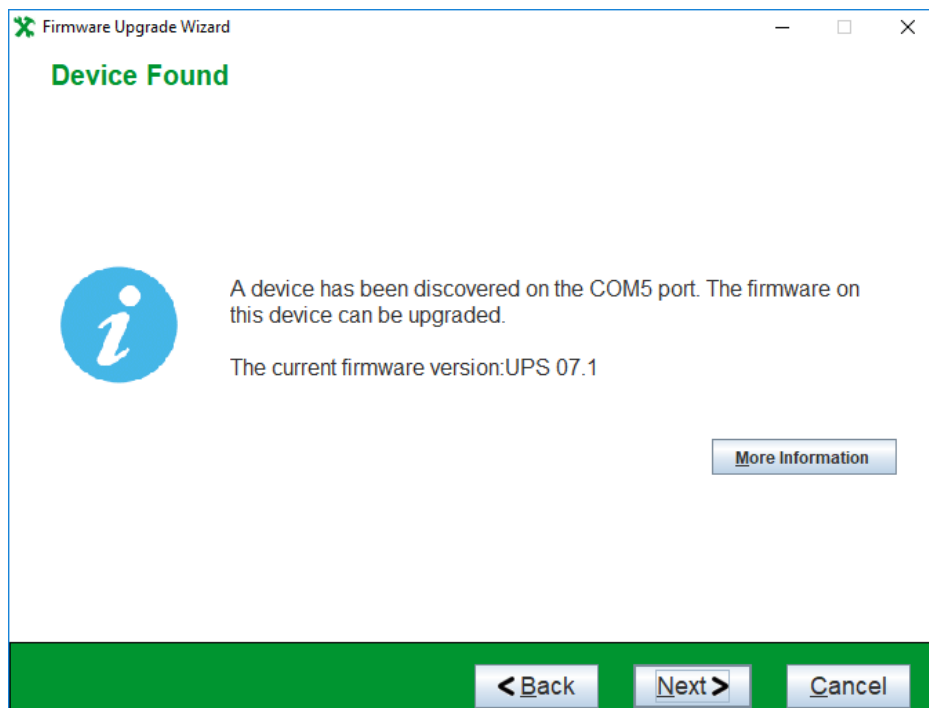 Firmware Upgrade Wizard
Device Found
A device has been discovered on the COM5 port. The firmware on
this device can be upgraded.
The current firmware version:UPS 07.1
More Information
< Back
Next >
Cancel